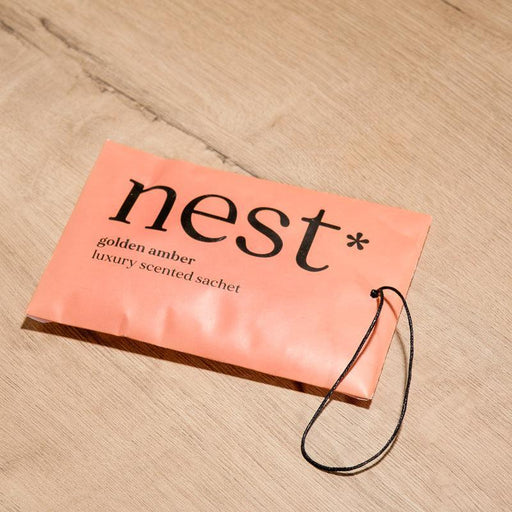 nest*
golden amber
luxury scented sachet